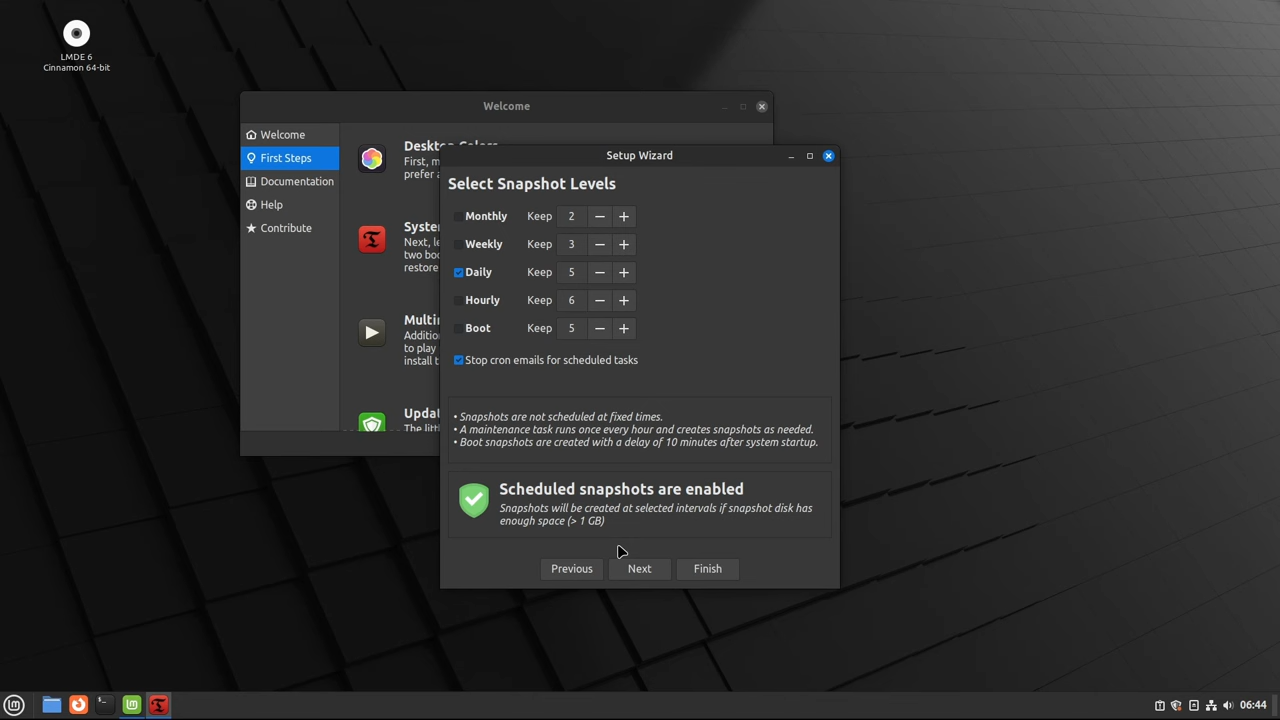 LMDE 6
Cinnamon 64-bit
Welcome
Welcome
First Steps
Documentation
Help
Contribute
First, m
prefer a
Syste
Next, le
two boo
restore
Multin
Addition
to play
install t
Updat
The litt
Setup Wizard
Select Snapshot Levels
Monthly Keep 2 − +
Weekly Keep 3 − +
Daily Keep 5 − +
Hourly Keep 6 − +
Boot Keep 5 − +
Stop cron emails for scheduled tasks
• Snapshots are not scheduled at fixed times.
• A maintenance task runs once every hour and creates snapshots as needed.
• Boot snapshots are created with a delay of 10 minutes after system startup.
Scheduled snapshots are enabled
Snapshots will be created at selected intervals if snapshot disk has
enough space (> 1 GB)
Previous Next Finish
06:44